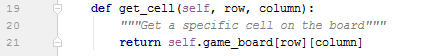 19 def get_cell(self, row, column):
20 """Get a specific cell on the board"""
21 return self.game_board[row][column]